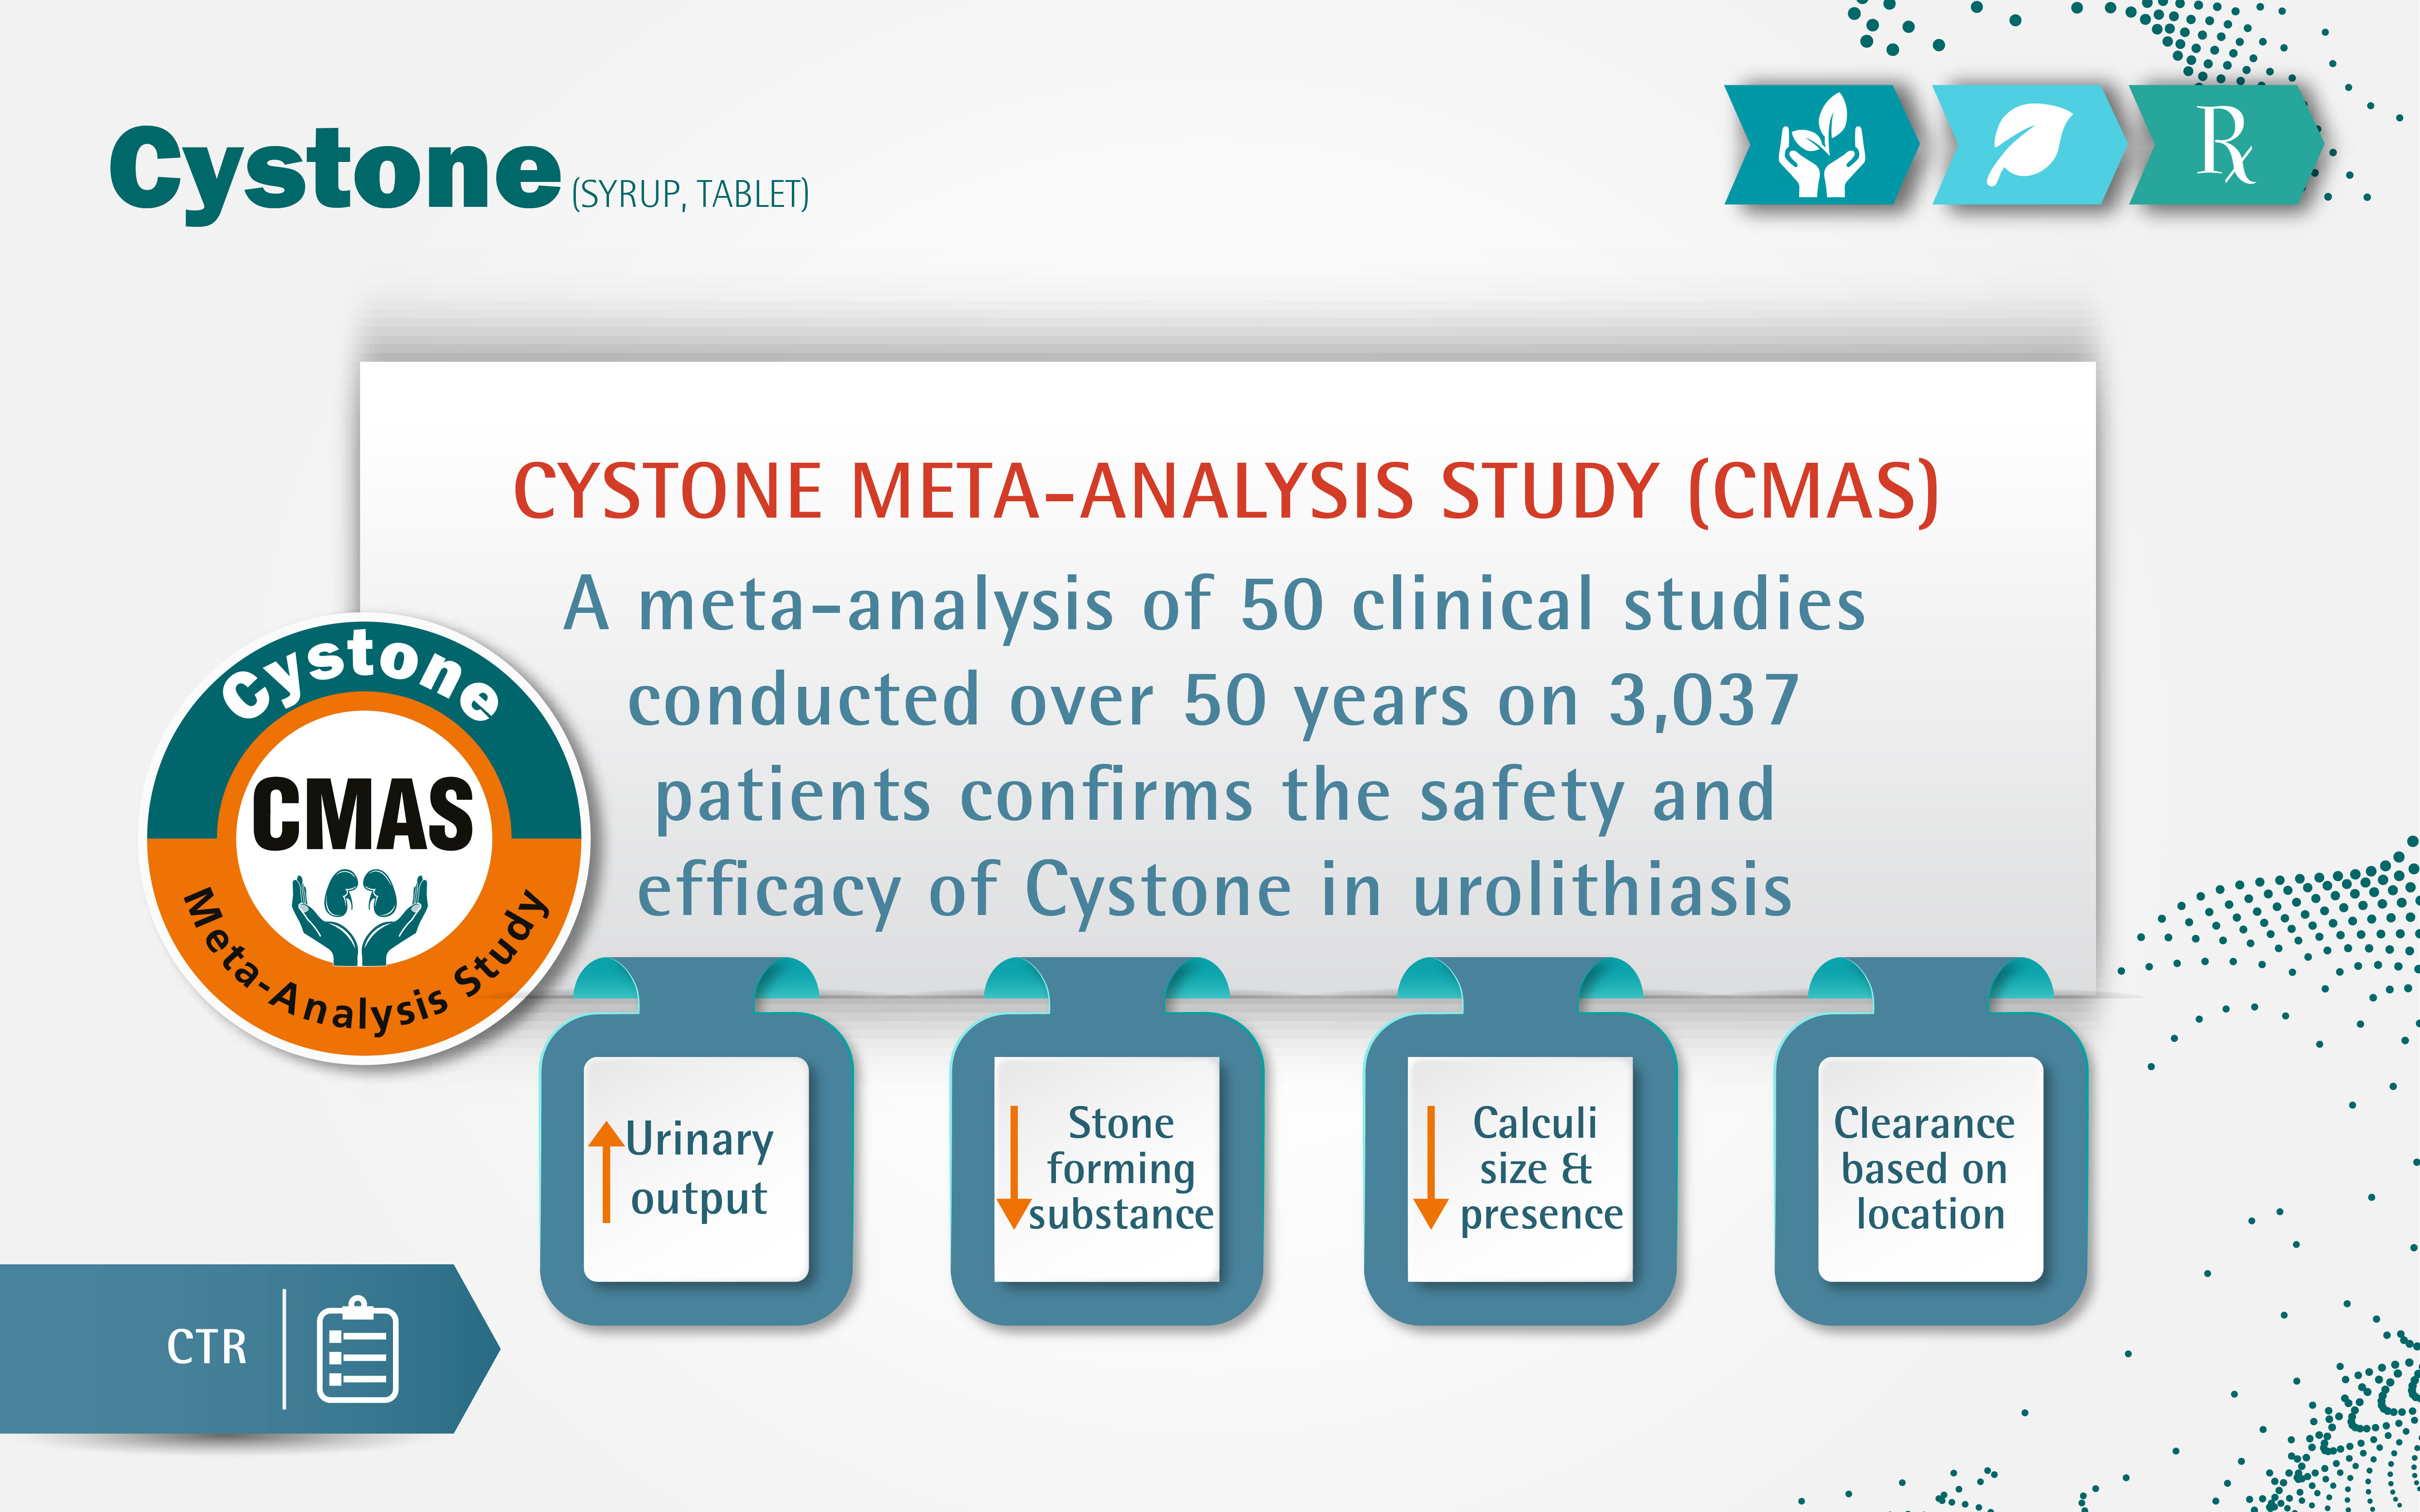 Cystone (SYRUP, TABLET)
Rx
CYSTONE META-ANALYSIS STUDY (CMAS)
A meta-analysis of 50 clinical studies
conducted over 50 years on 3,037
patients confirms the safety and
efficacy of Cystone in urolithiasis
Cystone
CMAS
Meta-Analysis Study
Urinary
output
Stone
forming
substance
Calculi
size &
presence
Clearance
based on
location
CTR